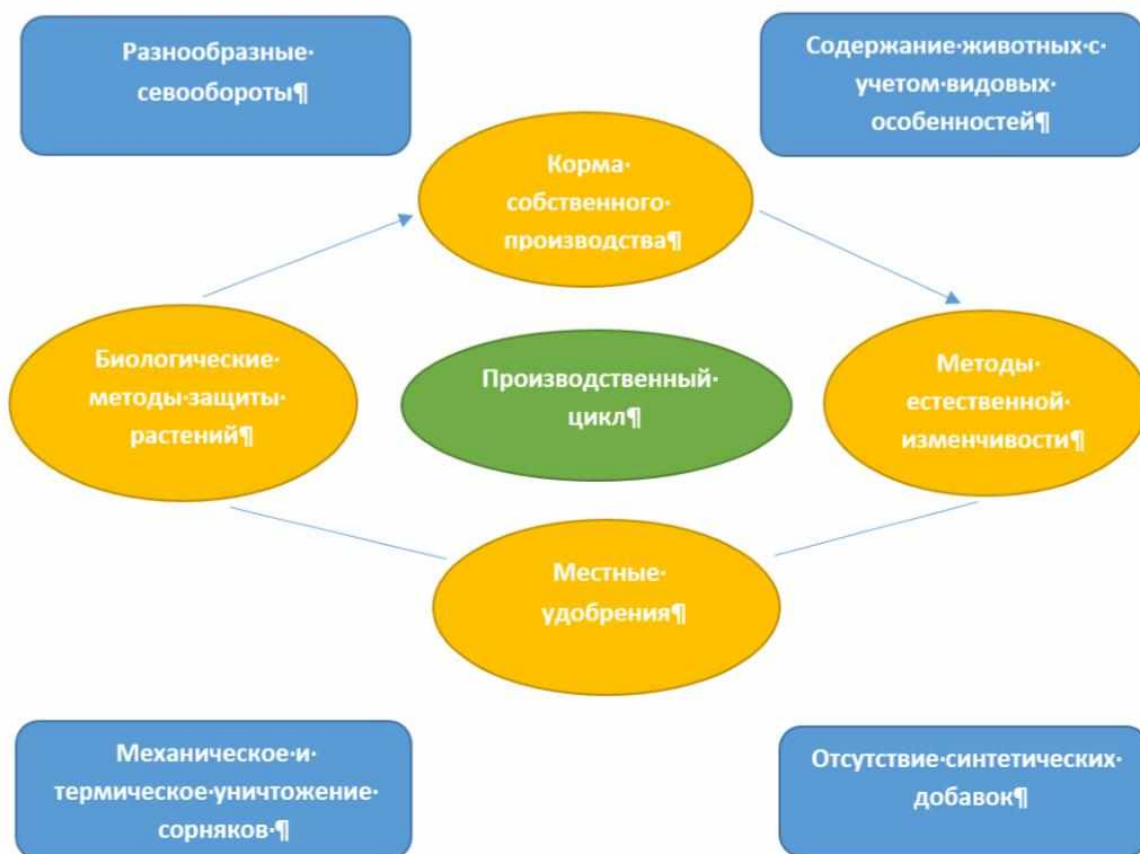 Разнообразные·
севообороты¶
Содержание·животных·с·
учетом·видовых·
особенностей¶
Корма·
собственного·
производства¶
Биологические·
методы·защиты·
растений¶
Производственный·
цикл¶
Методы·
естественной·
изменчивости¶
Местные·
удобрения¶
Механическое·и·
термическое·уничтожение·
сорняков·¶
Отсутствие·синтетических·
добавок¶